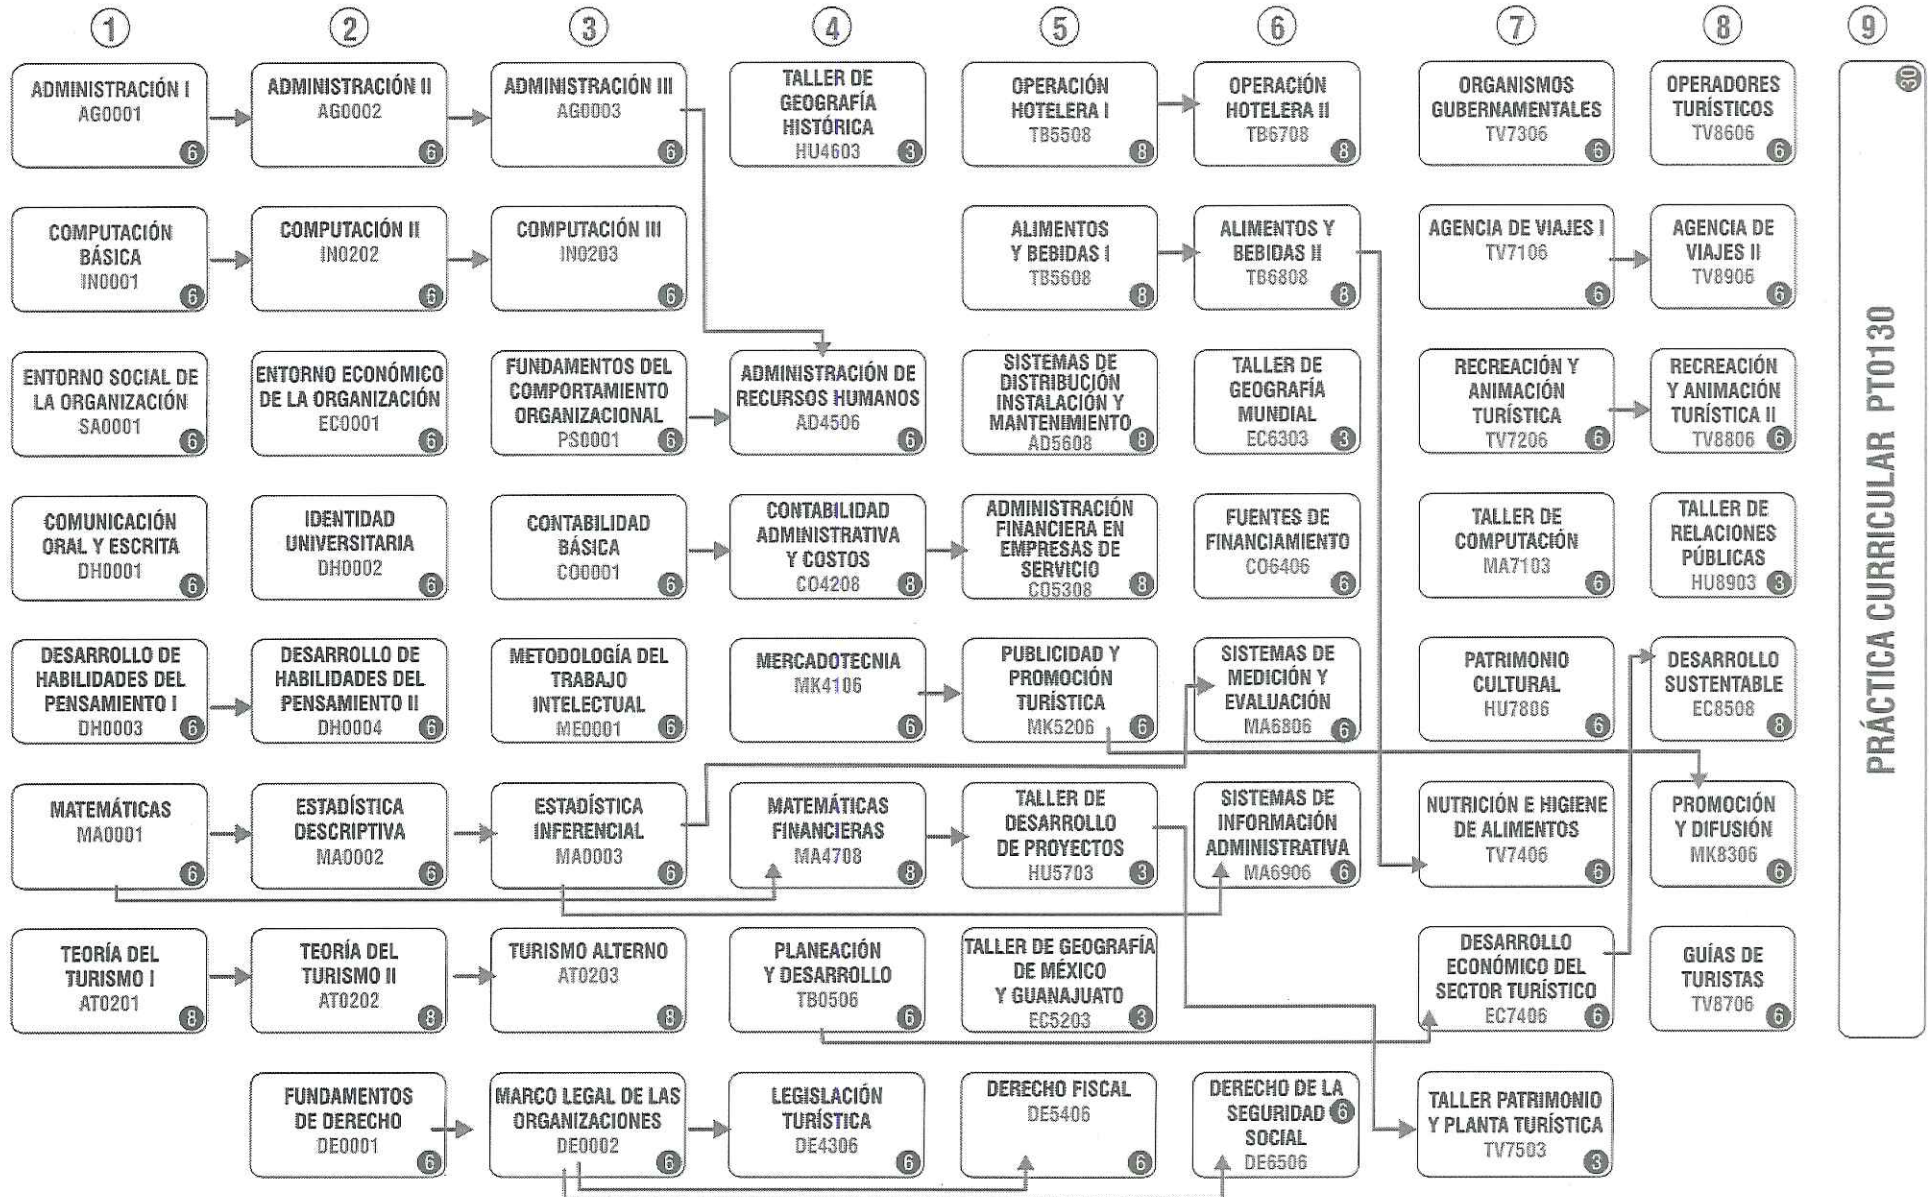 1
2
3
4
5
6
7
8
9
ADMINISTRACIÓN I
AG0001
6
ADMINISTRACIÓN II
AG0002
6
ADMINISTRACIÓN III
AG0003
6
TALLER DE
GEOGRAFÍA
HISTÓRICA
HU4603
3
OPERACIÓN
HOTELERA I
TB5508
8
OPERACIÓN
HOTELERA II
TB6708
8
ORGANISMOS
GUBERNAMENTALES
TV7306
6
OPERADORES
TURÍSTICOS
TV8606
6
COMPUTACIÓN
BÁSICA
IN0001
6
COMPUTACIÓN II
IN0202
6
COMPUTACIÓN III
IN0203
6
ALIMENTOS
Y BEBIDAS I
TB5608
8
ALIMENTOS Y
BEBIDAS II
TB6808
8
AGENCIA DE VIAJES I
TV7106
6
AGENCIA DE
VIAJES II
TV8906
6
ENTORNO SOCIAL DE
LA ORGANIZACIÓN
SA0001
6
ENTORNO ECONÓMICO
DE LA ORGANIZACIÓN
EC0001
6
FUNDAMENTOS DEL
COMPORTAMIENTO
ORGANIZACIONAL
PS0001
6
ADMINISTRACIÓN DE
RECURSOS HUMANOS
AD4506
6
SISTEMAS DE
DISTRIBUCIÓN
INSTALACIÓN Y
MANTENIMIENTO
AD5608
8
TALLER DE
GEOGRAFÍA
MUNDIAL
EC6303
3
RECREACIÓN Y
ANIMACIÓN
TURÍSTICA
TV7206
6
RECREACIÓN
Y ANIMACIÓN
TURÍSTICA II
TV8806
6
COMUNICACIÓN
ORAL Y ESCRITA
DH0001
6
IDENTIDAD
UNIVERSITARIA
DH0002
6
CONTABILIDAD
BÁSICA
CO0001
6
CONTABILIDAD
ADMINISTRATIVA
Y COSTOS
CO4208
8
ADMINISTRACIÓN
FINANCIERA EN
EMPRESAS DE
SERVICIO
CO5308
8
FUENTES DE
FINANCIAMIENTO
CO6406
6
TALLER DE
COMPUTACIÓN
MA7103
6
TALLER DE
RELACIONES
PÚBLICAS
HU8903
3
DESARROLLO DE
HABILIDADES DEL
PENSAMIENTO I
DH0003
6
DESARROLLO DE
HABILIDADES DEL
PENSAMIENTO II
DH0004
6
METODOLOGÍA DEL
TRABAJO
INTELECTUAL
ME0001
6
MERCADOTECNIA
MK4106
6
PUBLICIDAD Y
PROMOCIÓN
TURÍSTICA
MK5206
6
SISTEMAS DE
MEDICIÓN Y
EVALUACIÓN
MA6806
6
PATRIMONIO
CULTURAL
HU7806
6
DESARROLLO
SUSTENTABLE
EC8508
8
MATEMÁTICAS
MA0001
6
ESTADÍSTICA
DESCRIPTIVA
MA0002
6
ESTADÍSTICA
INFERENCIAL
MA0003
6
MATEMÁTICAS
FINANCIERAS
MA4708
8
TALLER DE
DESARROLLO
DE PROYECTOS
HU5703
3
SISTEMAS DE
INFORMACIÓN
ADMINISTRATIVA
MA6906
6
NUTRICIÓN E HIGIENE
DE ALIMENTOS
TV7406
6
PROMOCIÓN
Y DIFUSIÓN
MK8306
6
TEORÍA DEL
TURISMO I
AT0201
8
TEORÍA DEL
TURISMO II
AT0202
8
TURISMO ALTERNO
AT0203
8
PLANEACIÓN
Y DESARROLLO
TB0506
6
TALLER DE GEOGRAFÍA
DE MÉXICO
Y GUANAJUATO
EC5203
3
DESARROLLO
ECONÓMICO DEL
SECTOR TURÍSTICO
EC7406
6
GUÍAS DE
TURISTAS
TV8706
6
FUNDAMENTOS
DE DERECHO
DE0001
6
MARCO LEGAL DE LAS
ORGANIZACIONES
DE0002
6
LEGISLACIÓN
TURÍSTICA
DE4306
6
DERECHO FISCAL
DE5406
6
DERECHO DE LA
SEGURIDAD 6
SOCIAL
DE6506
TALLER PATRIMONIO
Y PLANTA TURÍSTICA
TV7503
3
PRÁCTICA CURRICULAR PT0130
30